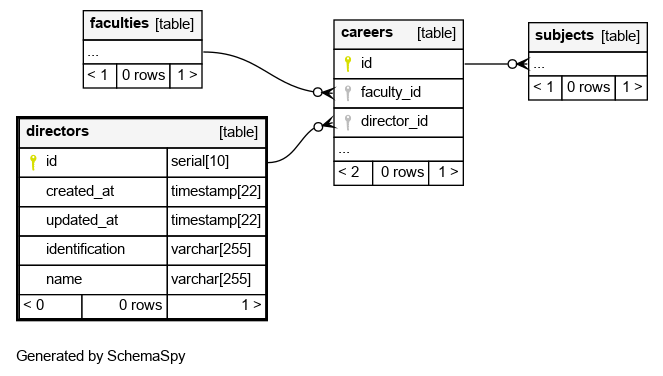 faculties [table]
...
< 1 0 rows 1 >
careers [table]
id
faculty_id
director_id
...
< 2 0 rows 1 >
subjects [table]
...
< 1 0 rows 1 >
directors [table]
id serial[10]
created_at timestamp[22]
updated_at timestamp[22]
identification varchar[255]
name varchar[255]
< 0 0 rows 1 >
Generated by SchemaSpy